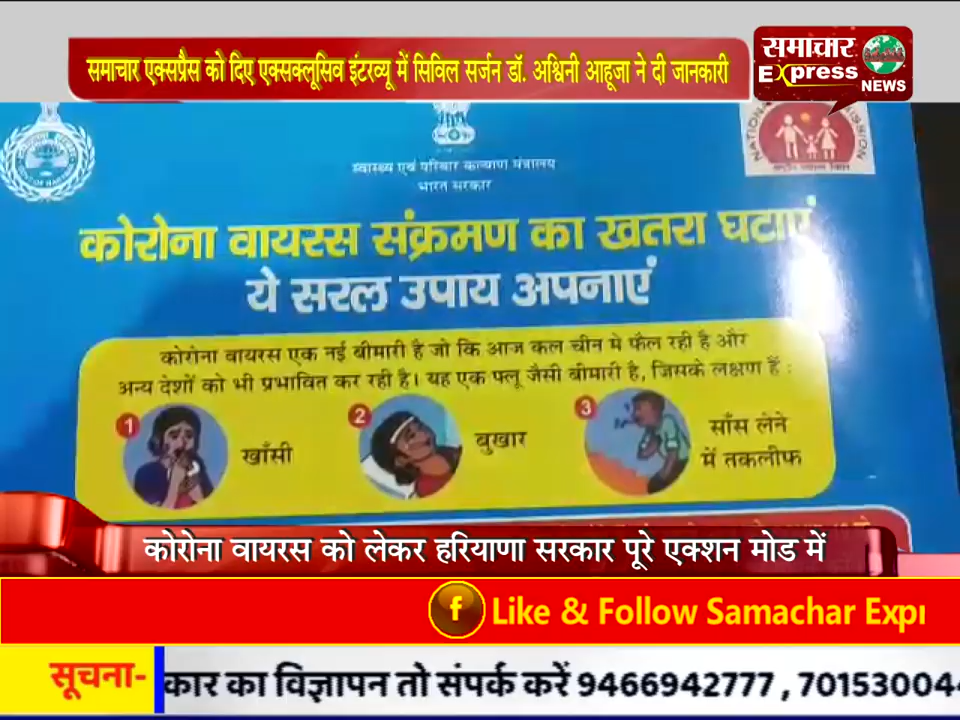 समाचार एक्सप्रैस को दिए एक्सक्लूसिव इंटरव्यू में सिविल सर्जन डॉ. अश्विनी आहूजा ने दी जानकारी
समाचार
Express
NEWS
स्वास्थ्य एवं परिवार कल्याण मंत्रालय
भारत सरकार
कोरोना वायरस संक्रमण का खतरा घटाएं
ये सरल उपाय अपनाएं
कोरोना वायरस एक नई बीमारी है जो कि आज कल चीन मे फैल रही है और
अन्य देशों को भी प्रभावित कर रही है। यह एक फ्लू जैसी बीमारी है, जिसके लक्षण हैं :
1 खाँसी
2 बुखार
3 साँस लेने
में तकलीफ
कोरोना वायरस को लेकर हरियाणा सरकार पूरे एक्शन मोड में
f Like & Follow Samachar Expr
सूचना- कार का विज्ञापन तो संपर्क करें 9466942777 , 701530044